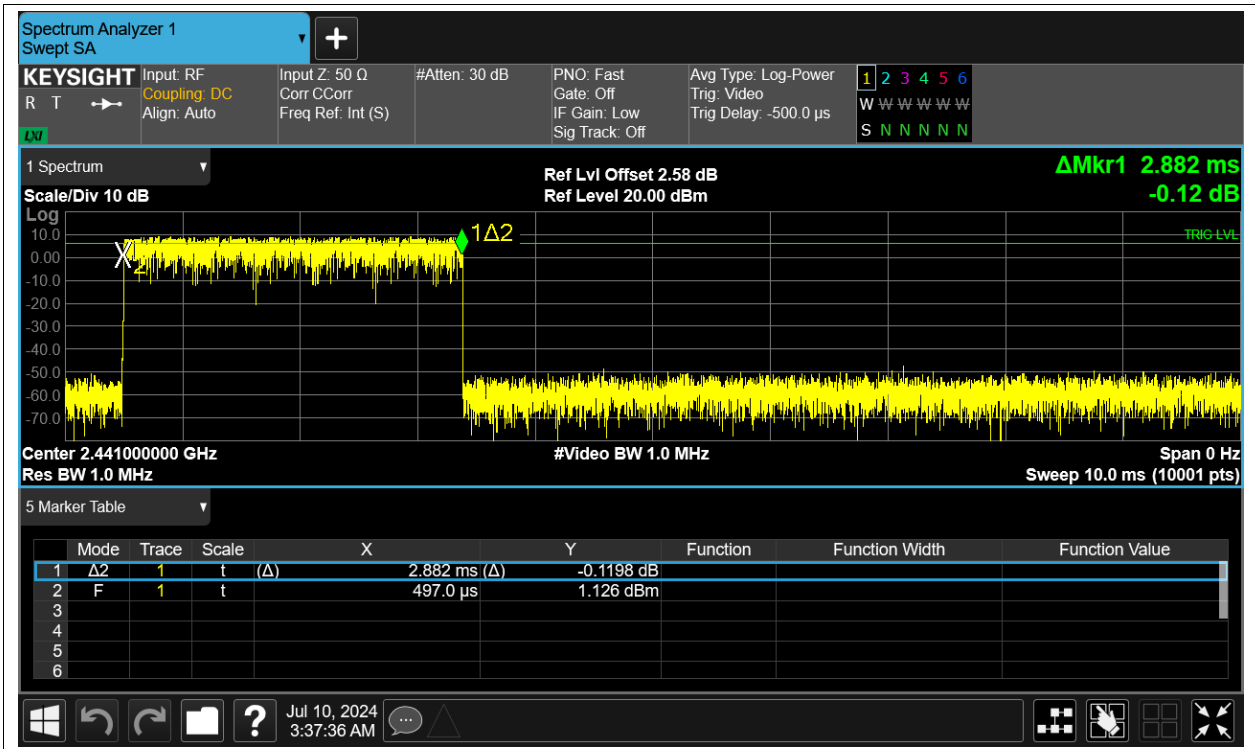 Spectrum Analyzer 1
Swept SA
KEYSIGHT
R T
LXI
Input: RF
Coupling: DC
Align: Auto
Input Z: 50 Ω
Corr CCorr
Freq Ref: Int (S)
#Atten: 30 dB
PNO: Fast
Gate: Off
IF Gain: Low
Sig Track: Off
Avg Type: Log-Power
Trig: Video
Trig Delay: -500.0 µs
1 2 3 4 5 6
W W W W W W
S N N N N N
1 Spectrum
Scale/Div 10 dB
Ref Lvl Offset 2.58 dB
Ref Level 20.00 dBm
ΔMkr1 2.882 ms
-0.12 dB
Log
10.0
0.00
-10.0
-20.0
-30.0
-40.0
-50.0
-60.0
-70.0
1Δ2
2
TRIG LVL
Center 2.441000000 GHz
#Video BW 1.0 MHz
Span 0 Hz
Res BW 1.0 MHz
Sweep 10.0 ms (10001 pts)
5 Marker Table
Mode Trace Scale X Y Function Function Width Function Value
1 Δ2 1 t (Δ) 2.882 ms (Δ) -0.1198 dB
2 F 1 t 497.0 µs 1.126 dBm
3
4
5
6
?
Jul 10, 2024
3:37:36 AM